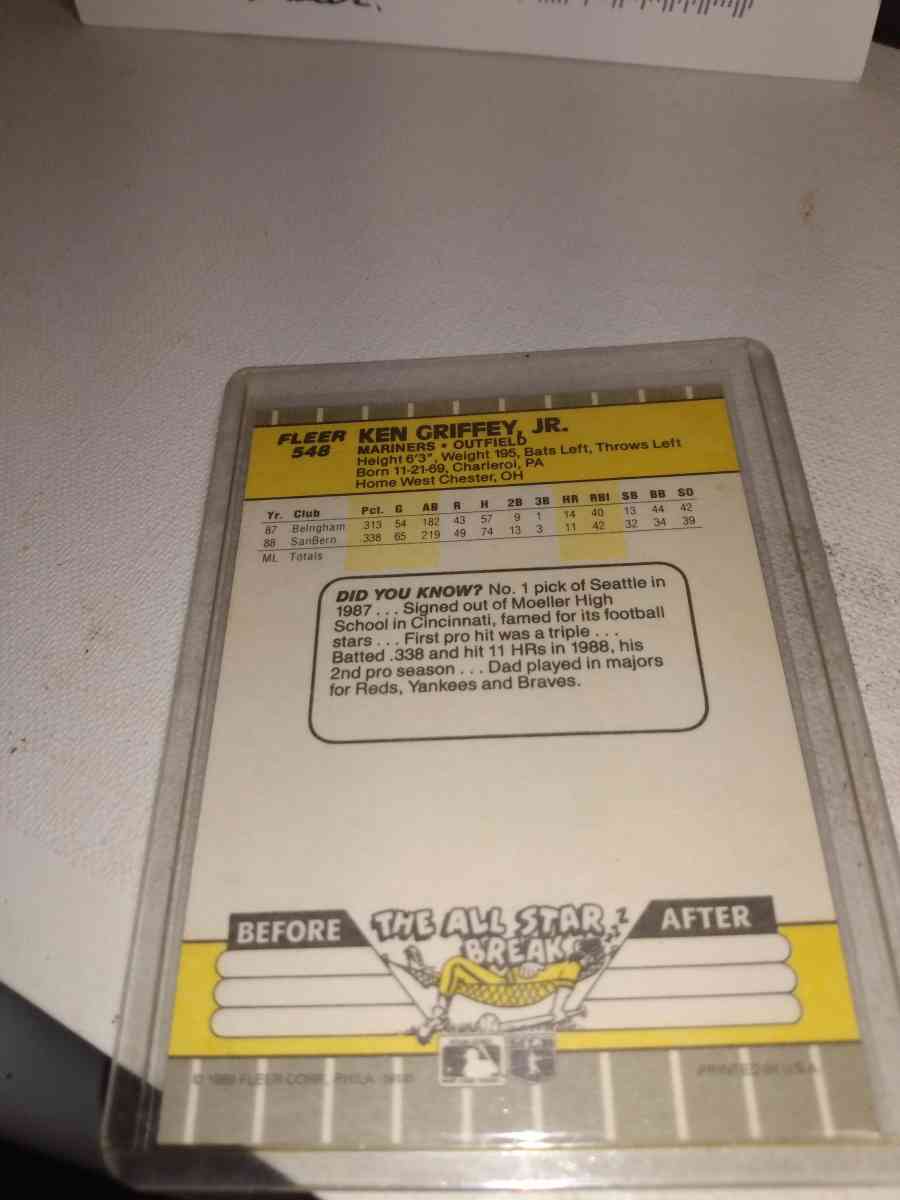 FLEER KEN GRIFFEY, JR.
548 MARINERS • OUTFIELD
Height 6'3", Weight 195, Bats Left, Throws Left
Born 11-21-69, Charleroi, PA
Home West Chester, OH
Yr. Club Pct. G AB R H 2B 3B HR RBI SB BB SO
87 Belngham 313 54 182 43 57 9 1 14 40 13 44 42
88 SanBern .338 65 219 49 74 13 3 11 42 32 34 39
ML Totals
DID YOU KNOW? No. 1 pick of Seattle in
1987 . . . Signed out of Moeller High
School in Cincinnati, famed for its football
stars . . . First pro hit was a triple . . .
Batted .338 and hit 11 HRs in 1988, his
2nd pro season . . . Dad played in majors
for Reds, Yankees and Braves.
BEFORE THE ALL STAR BREAK AFTER
© 1989 FLEER CORP., PHILA PRINTED IN U.S.A.